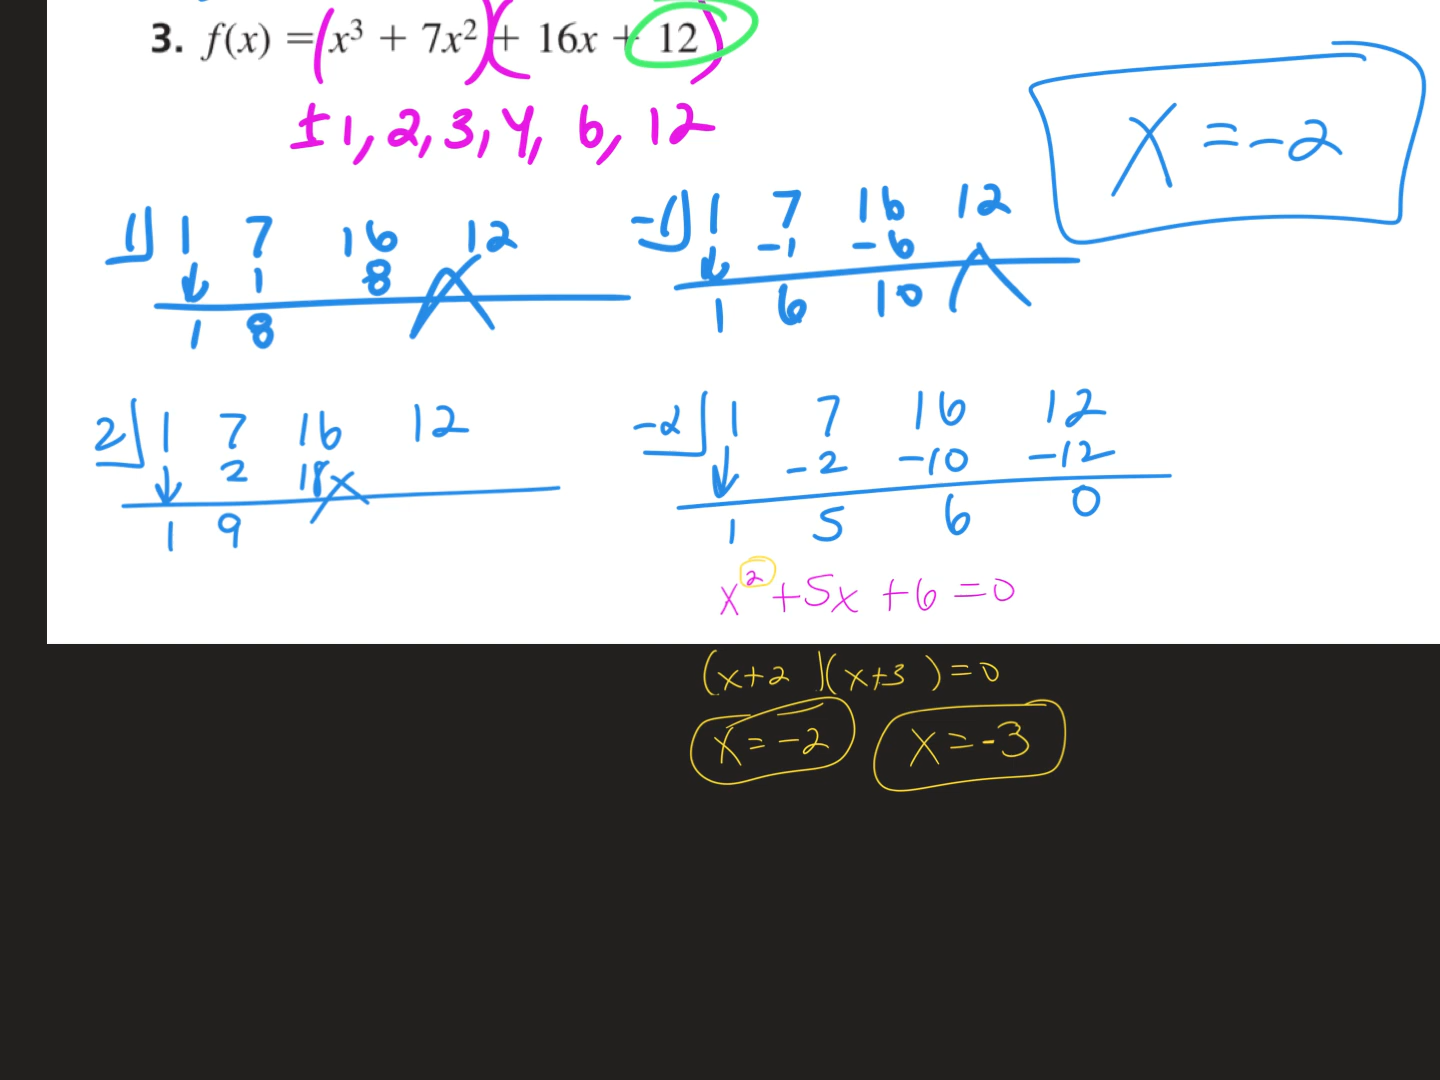 3. f(x) = (x³ + 7x²)(+ 16x + 12)
±1, 2, 3, 4, 6, 12
x = -2
1 | 1 7 16 12
1 8
1 8
-1 | 1 7 16 12
-1 -6
1 6 10
2 | 1 7 16 12
2 18
1 9
-2 | 1 7 16 12
-2 -10 -12
1 5 6 0
x² + 5x + 6 = 0
(x+2)(x+3) = 0
x = -2 x = -3